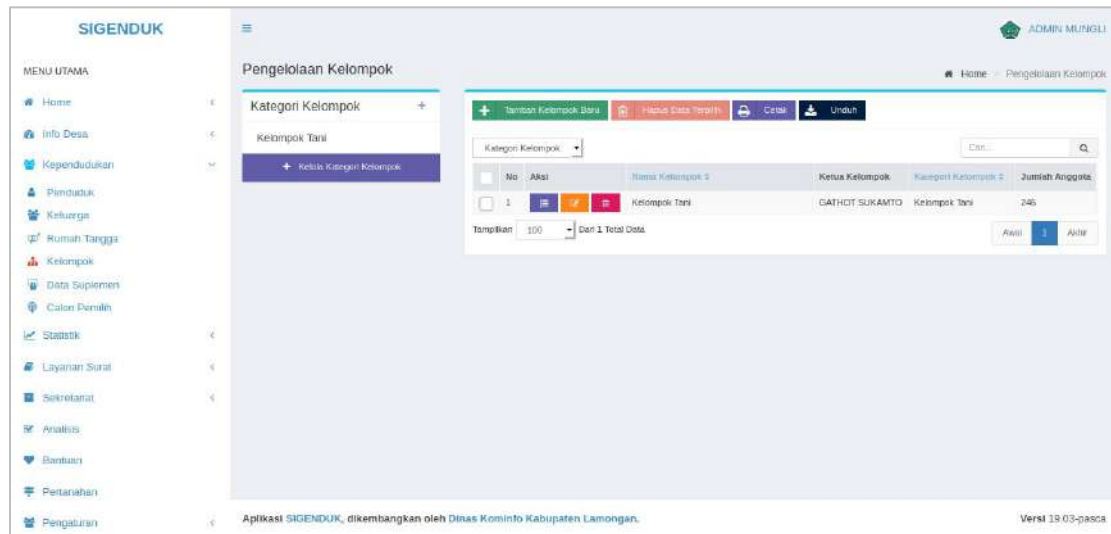 SIGENDUK
ADMIN MUNGLI
MENU UTAMA
Home
Info Desa
Kependudukan
Penduduk
Keluarga
Rumah Tangga
Kelompok
Data Suplemen
Calon Pemilih
Statistik
Layanan Surat
Sekretariat
Analisis
Bantuan
Pertanahan
Pengaturan
Pengelolaan Kelompok
Home > Pengelolaan Kelompok
Kategori Kelompok +
Kelompok Tani
+ Kelola Kategori Kelompok
+ Tambah Kelompok Baru
Hapus Data Terpilih
Cetak
Unduh
Kategori Kelompok
Cari...
No Aksi Nama Kelompok Ketua Kelompok Kategori Kelompok Jumlah Anggota
1 Kelompok Tani GATHOT SUKAMTO Kelompok Tani 246
Tampilkan 100 Dari 1 Total Data
Awal 1 Akhir
Aplikasi SIGENDUK, dikembangkan oleh Dinas Kominfo Kabupaten Lamongan.
Versi 19.03-pasca